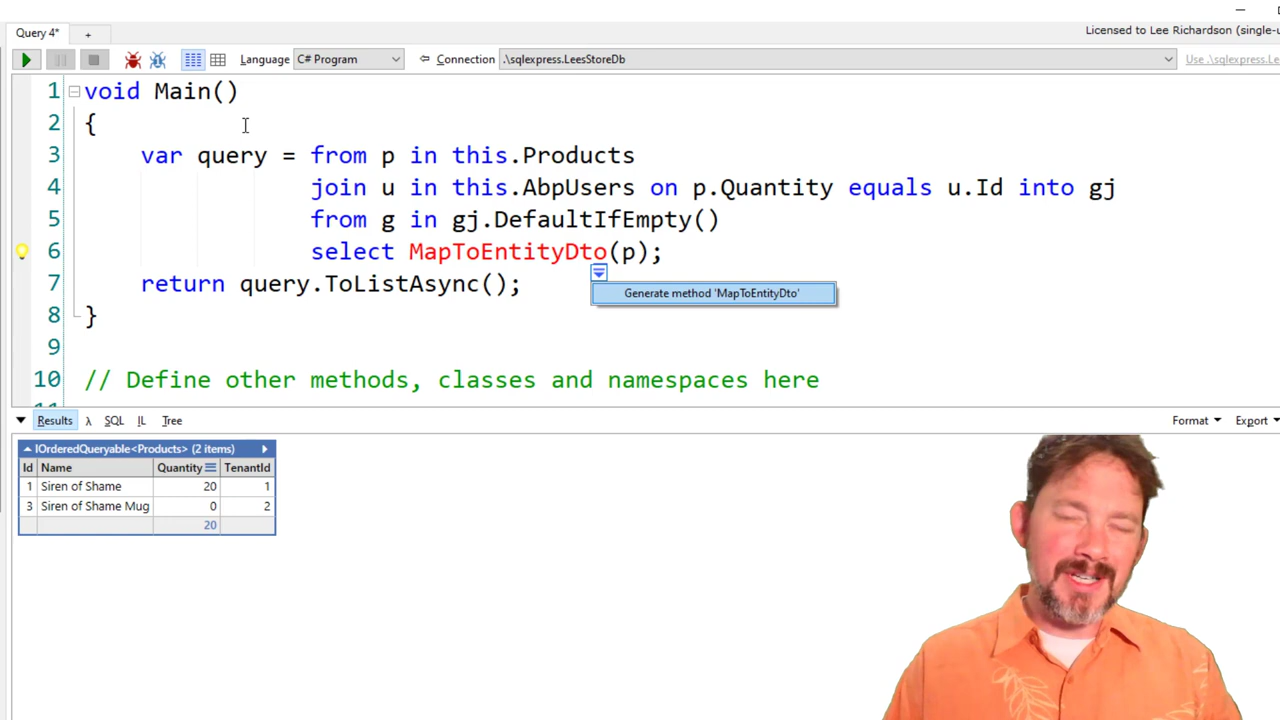 Query 4*
+
Licensed to Lee Richardson (single-u
Language C# Program Connection .\sqlexpress.LeesStoreDb Use .\sqlexpress.Le
1 void Main()
2 {
3 var query = from p in this.Products
4 join u in this.AbpUsers on p.Quantity equals u.Id into gj
5 from g in gj.DefaultIfEmpty()
6 select MapToEntityDto(p);
7 return query.ToListAsync();
Generate method 'MapToEntityDto'
8 }
9
10 // Define other methods, classes and namespaces here
Results λ SQL IL Tree Format Export
IOrderedQueryable<Products> (2 items)
Id Name Quantity TenantId
1 Siren of Shame 20 1
3 Siren of Shame Mug 0 2
20